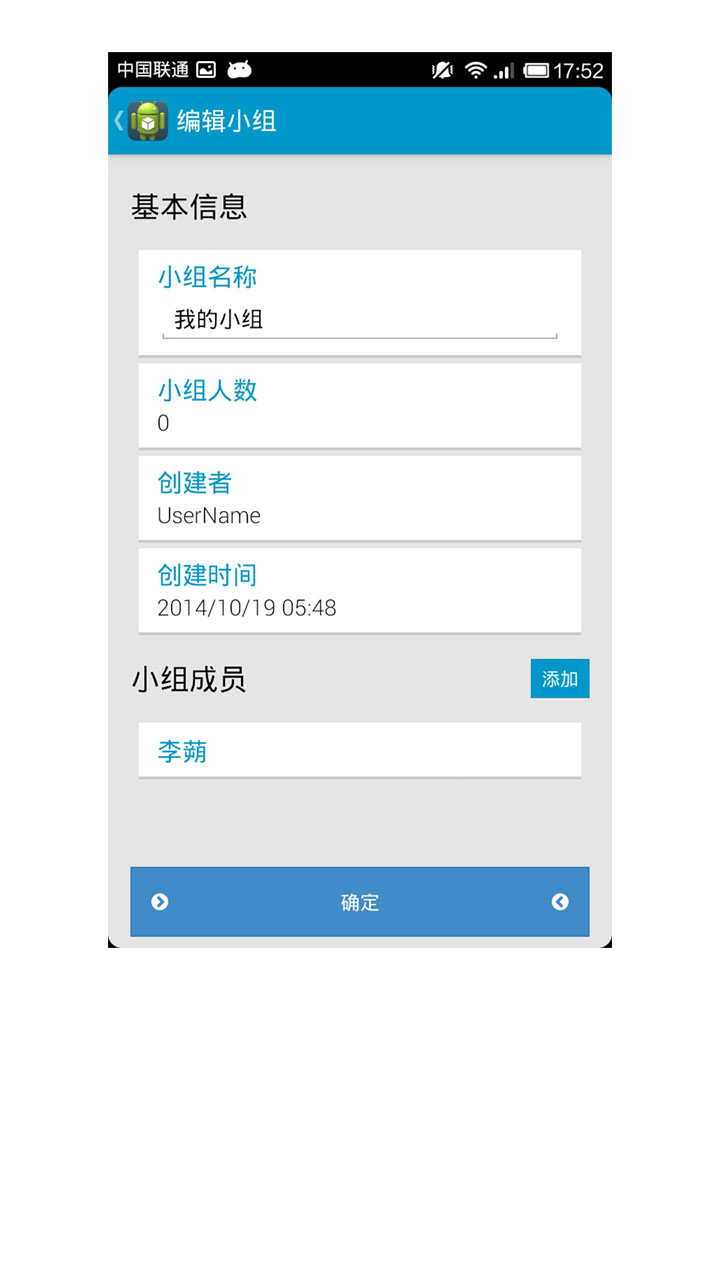 中国联通 17:52
编辑小组
基本信息
小组名称
我的小组
小组人数
0
创建者
UserName
创建时间
2014/10/19 05:48
小组成员 添加
李蒴
确定